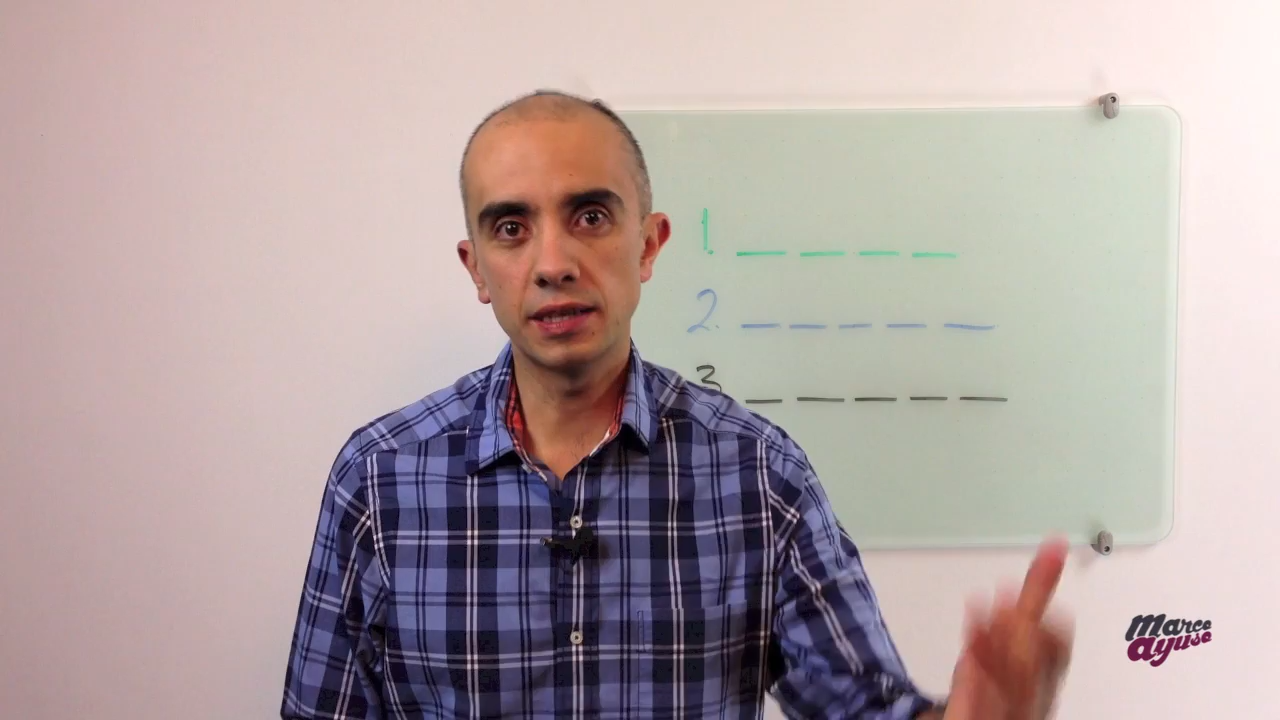 1. _ _ _ _
2. _ _ _ _ _
3 _ _ _ _ _
Marco
ayuso